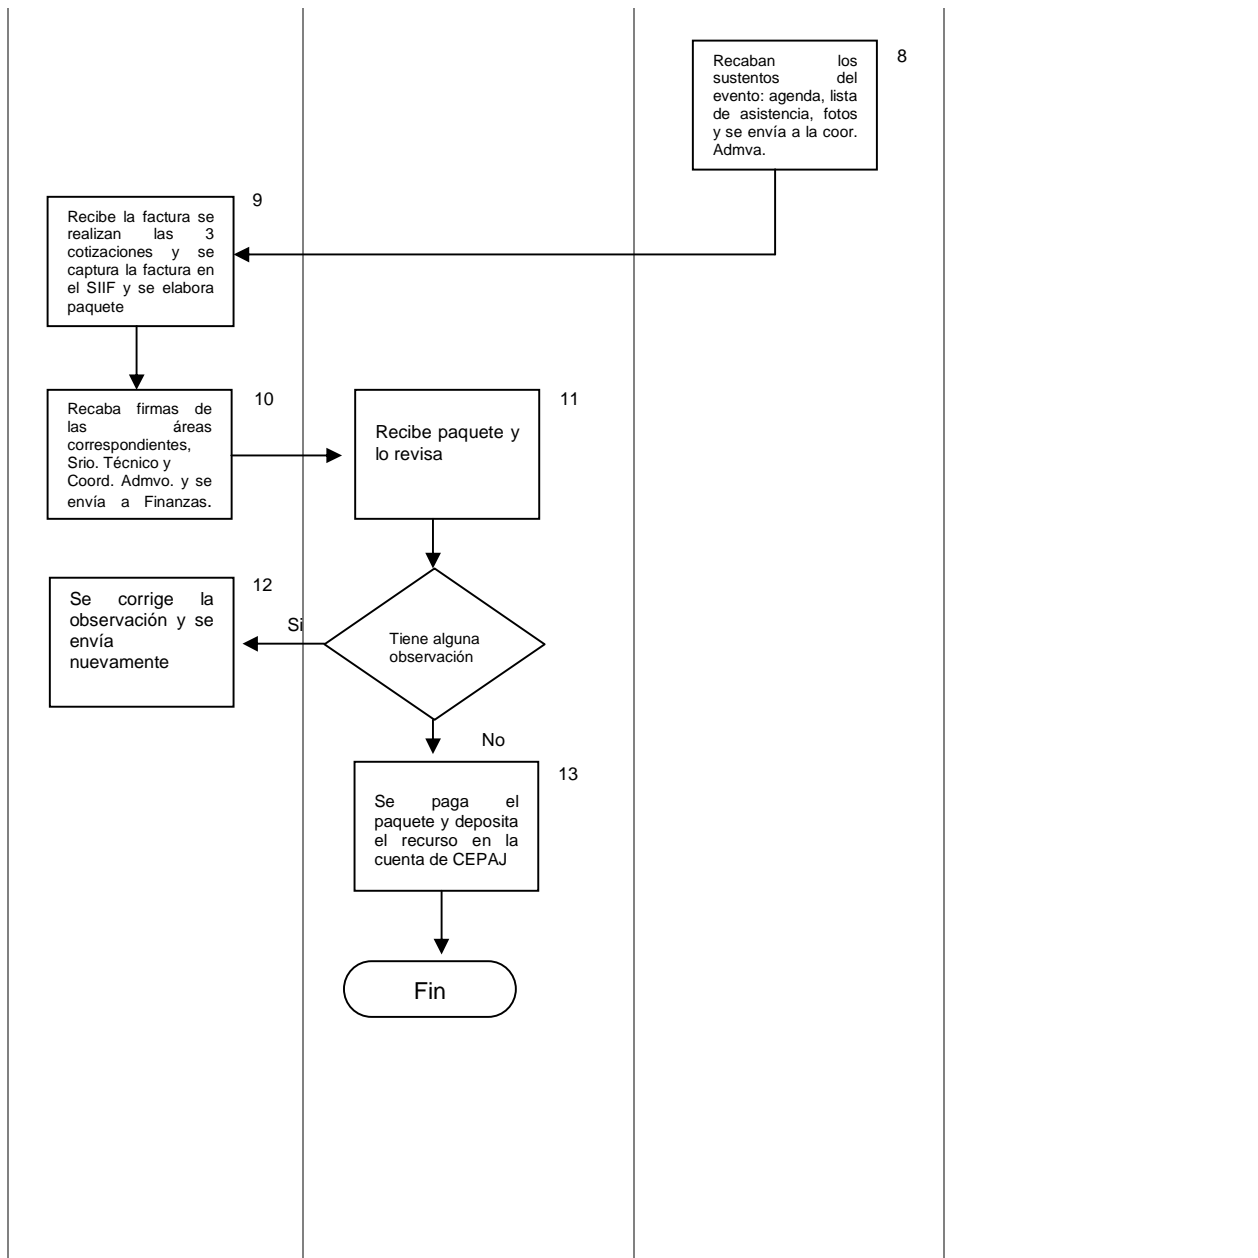 8
Recaban los
sustentos del
evento: agenda, lista
de asistencia, fotos
y se envía a la coor.
Admva.
9
Recibe la factura se
realizan las 3
cotizaciones y se
captura la factura en
el SIIF y se elabora
paquete
10
Recaba firmas de
las áreas
correspondientes,
Srio. Técnico y
Coord. Admvo. y se
envía a Finanzas.
11
Recibe paquete y
lo revisa
12
Se corrige la
observación y se
envía
nuevamente
Si
Tiene alguna
observación
No
13
Se paga el
paquete y deposita
el recurso en la
cuenta de CEPAJ
Fin